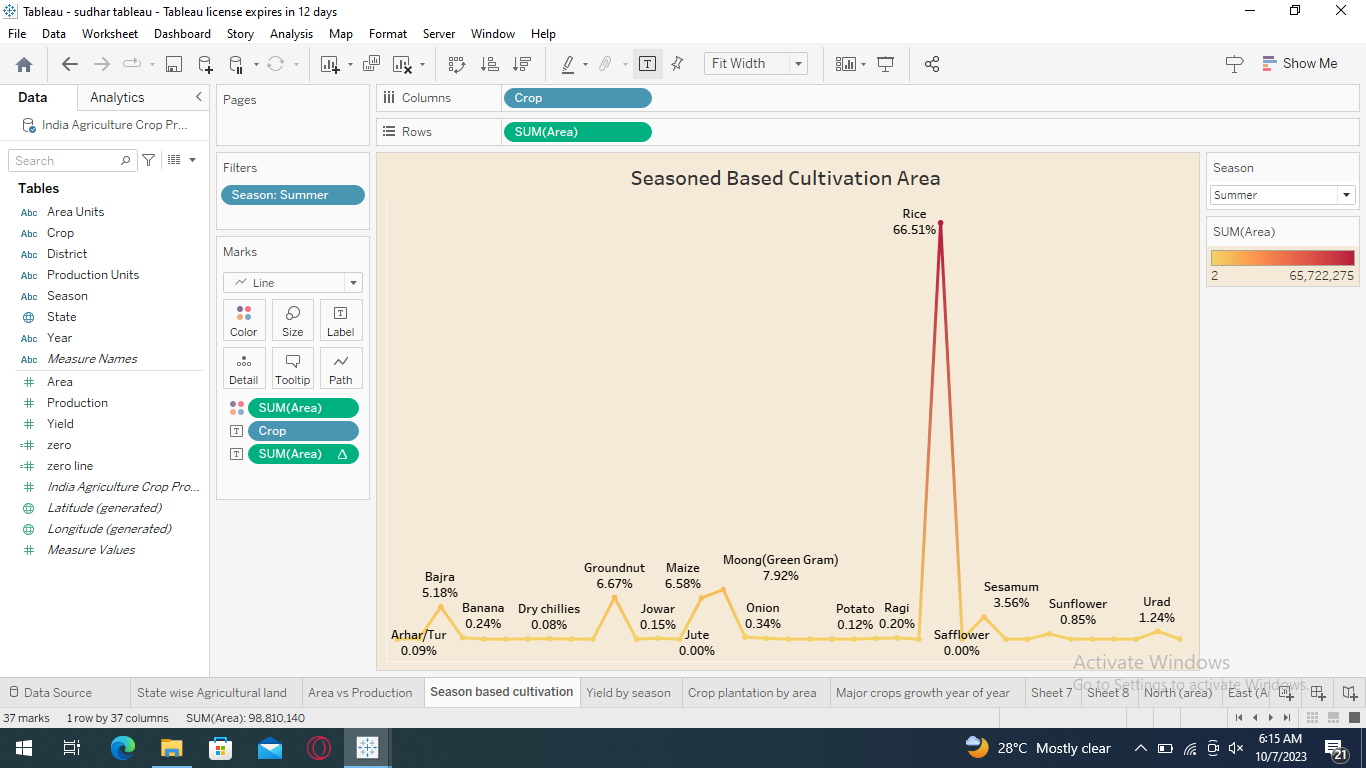 Tableau - sudhar tableau - Tableau license expires in 12 days
File Data Worksheet Dashboard Story Analysis Map Format Server Window Help
Fit Width
Show Me
Data Analytics
India Agriculture Crop Pr...
Search
Tables
Abc Area Units
Abc Crop
Abc District
Abc Production Units
Abc Season
State
Abc Year
Abc Measure Names
Area
Production
Yield
zero
zero line
India Agriculture Crop Pro...
Latitude (generated)
Longitude (generated)
Measure Values
Pages
Filters
Season: Summer
Marks
Line
Color Size Label
Detail Tooltip Path
SUM(Area)
Crop
SUM(Area) Δ
Columns Crop
Rows SUM(Area)
Seasoned Based Cultivation Area
Rice
66.51%
Bajra
5.18%
Groundnut
6.67%
Maize
6.58%
Moong(Green Gram)
7.92%
Arhar/Tur
0.09%
Banana
0.24%
Dry chillies
0.08%
Jowar
0.15%
Jute
0.00%
Onion
0.34%
Potato
0.12%
Ragi
0.20%
Safflower
0.00%
Sesamum
3.56%
Sunflower
0.85%
Urad
1.24%
Season
Summer
SUM(Area)
2 65,722,275
Activate Windows
Go to Settings to activate Windows.
Data Source State wise Agricultural land Area vs Production Season based cultivation Yield by season Crop plantation by area Major crops growth year of year Sheet 7 Sheet 8 North (area) East (A
37 marks 1 row by 37 columns SUM(Area): 98,810,140
28°C Mostly clear
6:15 AM
10/7/2023
21